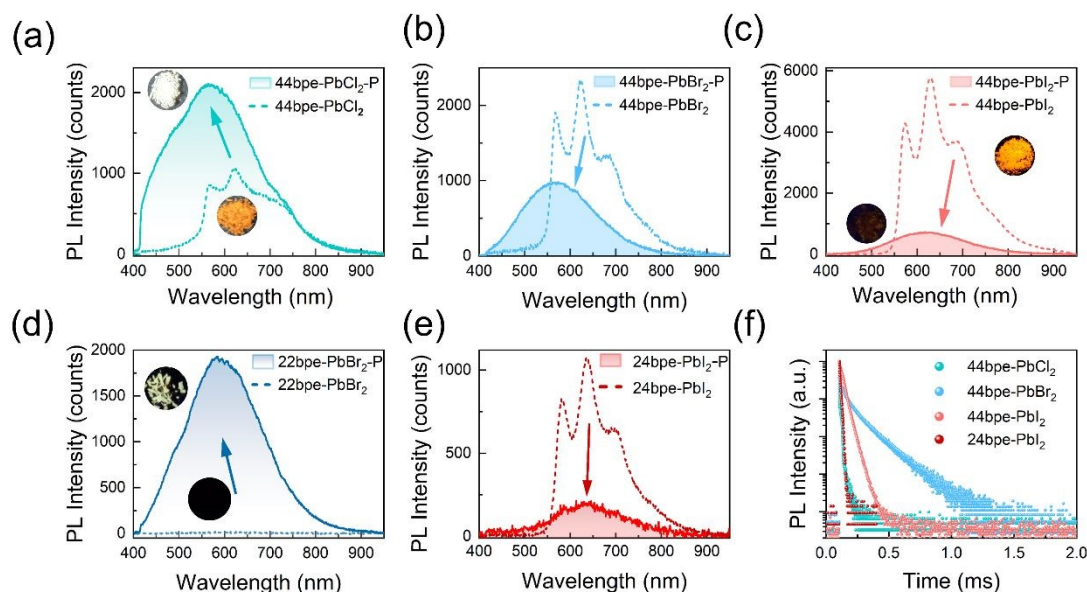 (a)
PL Intensity (counts)
2000
1000
0
44bpe-PbCl₂-P
44bpe-PbCl₂
400 500 600 700 800 900
Wavelength (nm)
(b)
PL Intensity (counts)
2000
1000
0
44bpe-PbBr₂-P
44bpe-PbBr₂
400 500 600 700 800 900
Wavelength (nm)
(c)
PL Intensity (counts)
6000
4000
2000
0
44bpe-PbI₂-P
44bpe-PbI₂
400 500 600 700 800 900
Wavelength (nm)
(d)
PL Intensity (counts)
2000
1500
1000
500
0
22bpe-PbBr₂-P
22bpe-PbBr₂
400 500 600 700 800 900
Wavelength (nm)
(e)
PL Intensity (counts)
1000
500
0
24bpe-PbI₂-P
24bpe-PbI₂
400 500 600 700 800 900
Wavelength (nm)
(f)
PL Intensity (a.u.)
44bpe-PbCl₂
44bpe-PbBr₂
44bpe-PbI₂
24bpe-PbI₂
0.0 0.5 1.0 1.5 2.0
Time (ms)